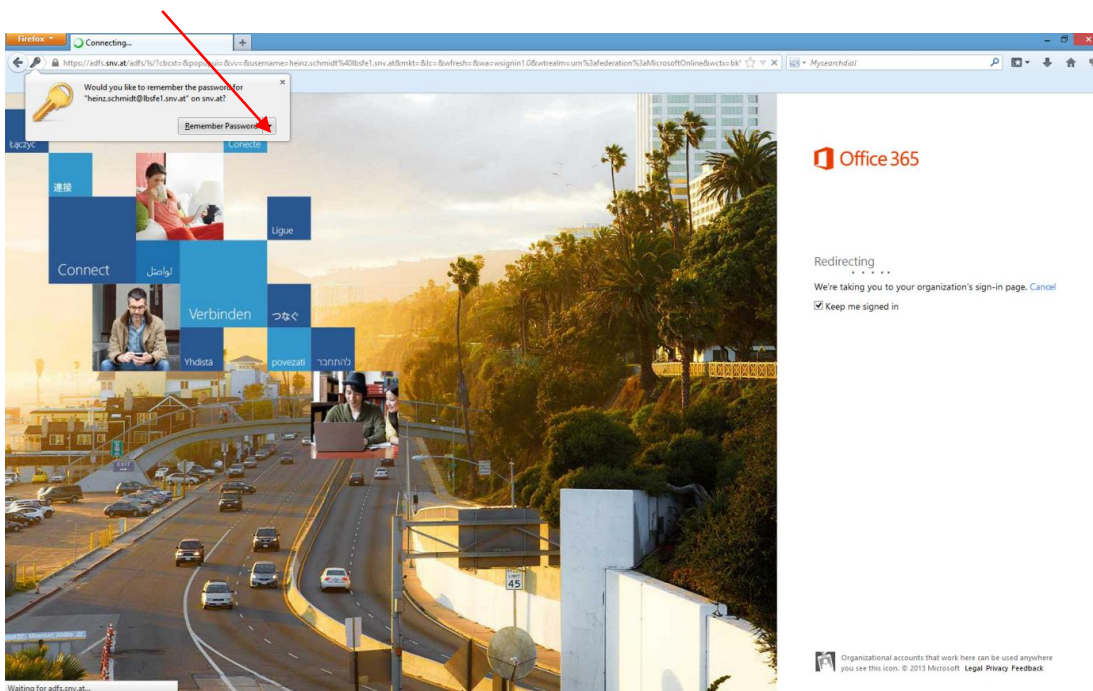 Firefox
Connecting...
https://adfs.snv.at/adfs/ls/?cbcxt=&popupui=&vv=&username=heinz.schmidt%40lbsfe1.snv.at&mkt=&lc=&wfresh=&wa=wsignin1.0&wtrealm=urn%3afederation%3aMicrosoftOnline&wctx=bk
Mysearchdial
Would you like to remember the password for
"heinz.schmidt@lbsfe1.snv.at" on snv.at?
Remember Password
Łączyć
Conecte
連接
Ligue
Connect
تواصل
Verbinden
つなぐ
Yhdistä
povezati
להתחבר
EXIT
LIMIT
45
Office 365
Redirecting
We're taking you to your organization's sign-in page. Cancel
Keep me signed in
Organizational accounts that work here can be used anywhere
you see this icon. © 2013 Microsoft Legal Privacy Feedback
Waiting for adfs.snv.at...